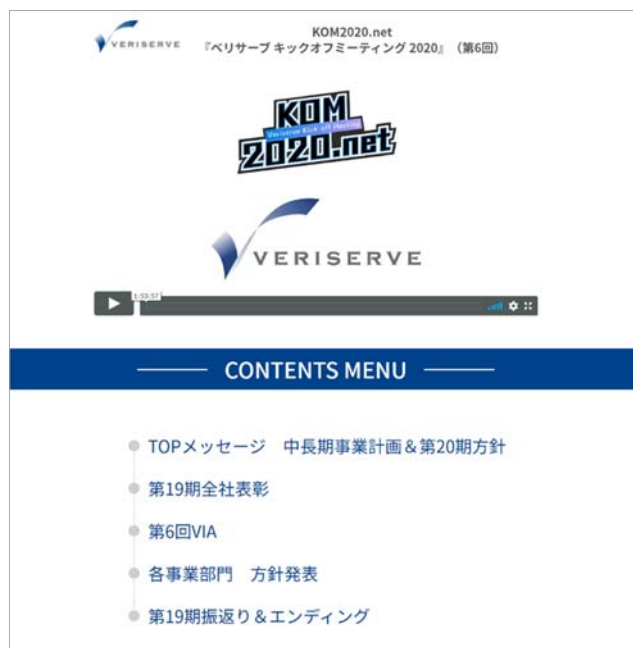 VERISERVE
KOM2020.net
『ベリサーブ キックオフミーティング 2020』（第6回）
KOM
Veriserve Kick-off Meeting
2020.net
VERISERVE
1:53:57
CONTENTS MENU
TOPメッセージ　中長期事業計画＆第20期方針
第19期全社表彰
第6回VIA
各事業部門　方針発表
第19期振返り＆エンディング